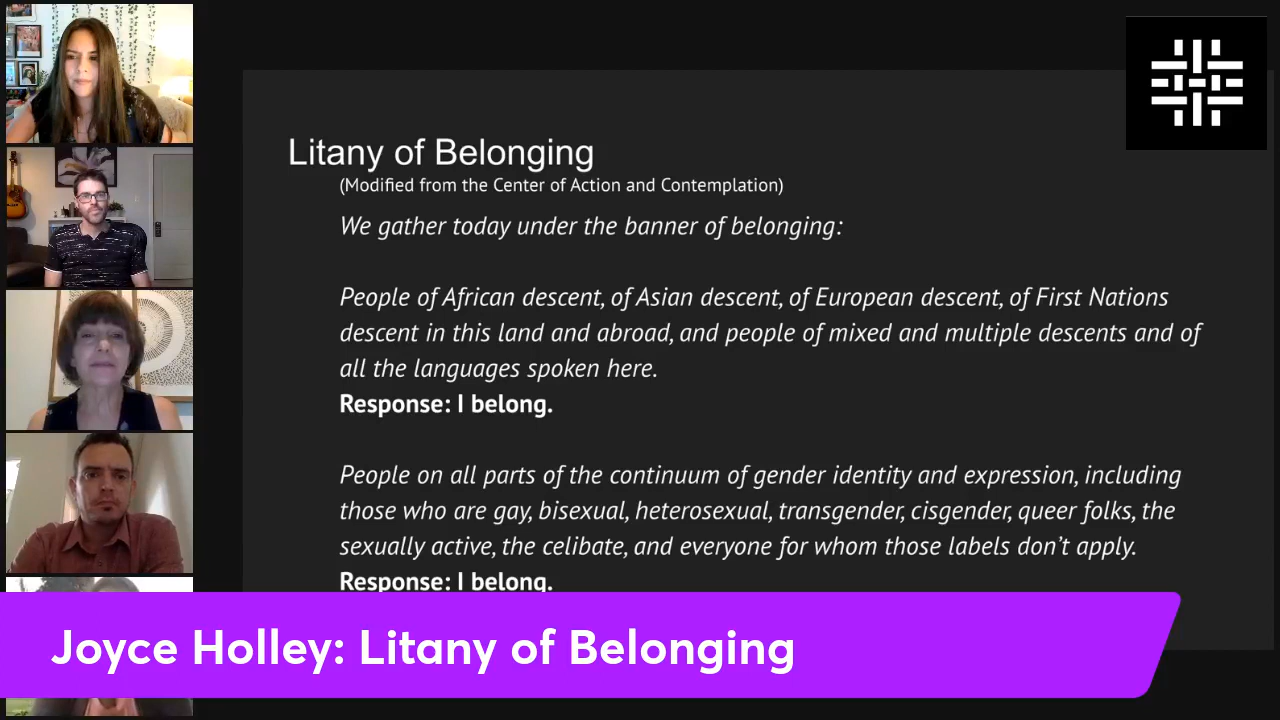 Litany of Belonging
(Modified from the Center of Action and Contemplation)
We gather today under the banner of belonging:
People of African descent, of Asian descent, of European descent, of First Nations
descent in this land and abroad, and people of mixed and multiple descents and of
all the languages spoken here.
Response: I belong.
People on all parts of the continuum of gender identity and expression, including
those who are gay, bisexual, heterosexual, transgender, cisgender, queer folks, the
sexually active, the celibate, and everyone for whom those labels don’t apply.
Response: I belong.
Joyce Holley: Litany of Belonging